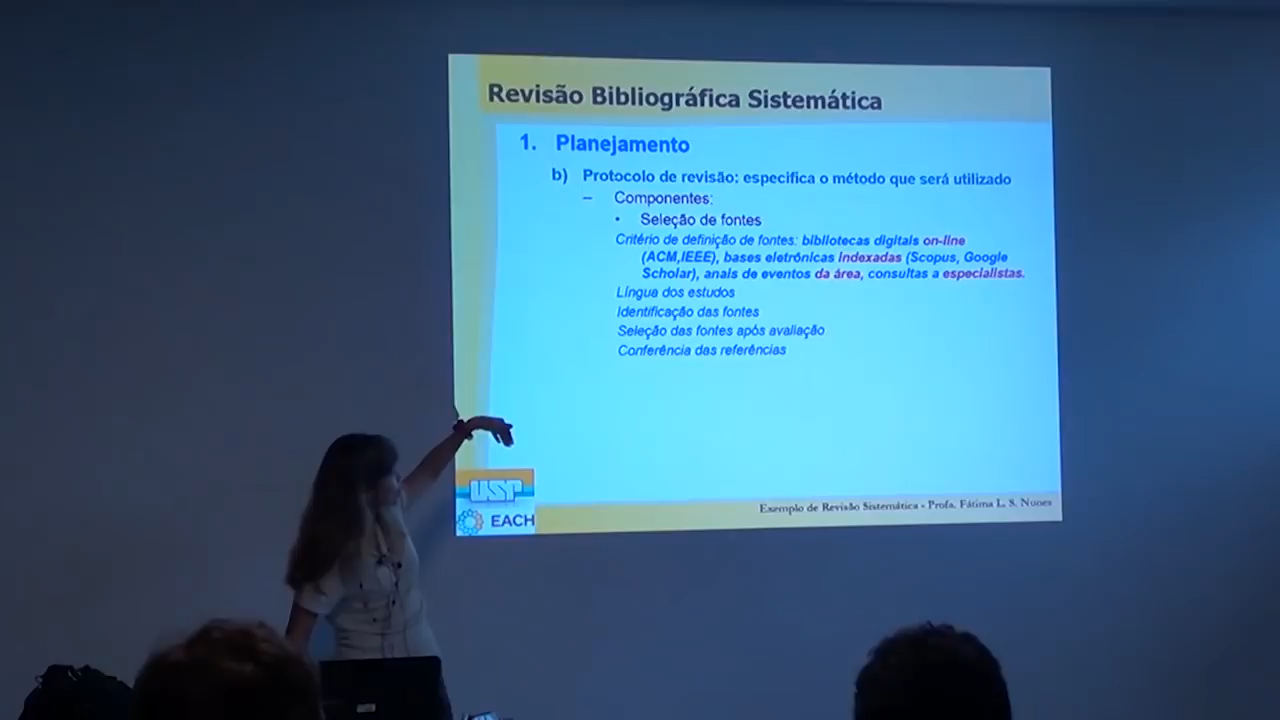 Revisão Bibliográfica Sistemática
1. Planejamento
b) Protocolo de revisão: especifica o método que será utilizado
– Componentes:
• Seleção de fontes
Critério de definição de fontes: bibliotecas digitais on-line
(ACM,IEEE), bases eletrônicas indexadas (Scopus, Google
Scholar), anais de eventos da área, consultas a especialistas.
Língua dos estudos
Identificação das fontes
Seleção das fontes após avaliação
Conferência das referências
USP
EACH
Exemplo de Revisão Sistemática - Profa. Fátima L. S. Nunes